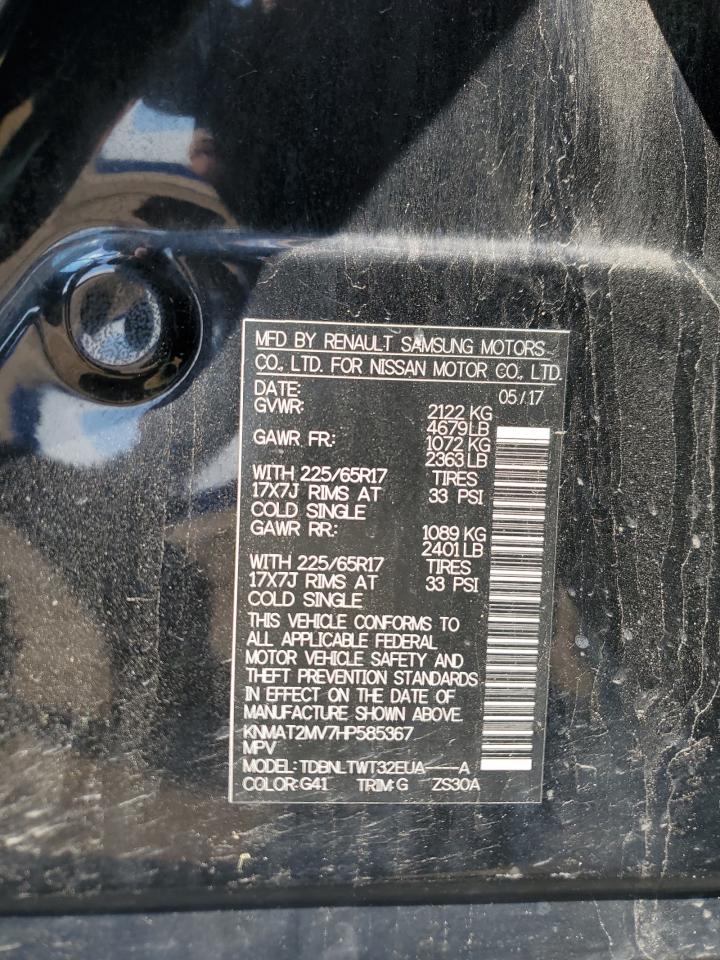 MFD BY RENAULT SAMSUNG MOTORS
CO., LTD. FOR NISSAN MOTOR CO., LTD.
DATE: 05/17
GVWR: 2122 KG
4679 LB
GAWR FR: 1072 KG
2363 LB
WITH 225/65R17 TIRES
17X7J RIMS AT 33 PSI
COLD SINGLE
GAWR RR: 1089 KG
2401 LB
WITH 225/65R17 TIRES
17X7J RIMS AT 33 PSI
COLD SINGLE
THIS VEHICLE CONFORMS TO
ALL APPLICABLE FEDERAL
MOTOR VEHICLE SAFETY AND
THEFT PREVENTION STANDARDS
IN EFFECT ON THE DATE OF
MANUFACTURE SHOWN ABOVE.
KNMAT2MV7HP585367
MPV
MODEL: TDBNLTWT32EUA----A
COLOR: G41 TRIM: G ZS30A